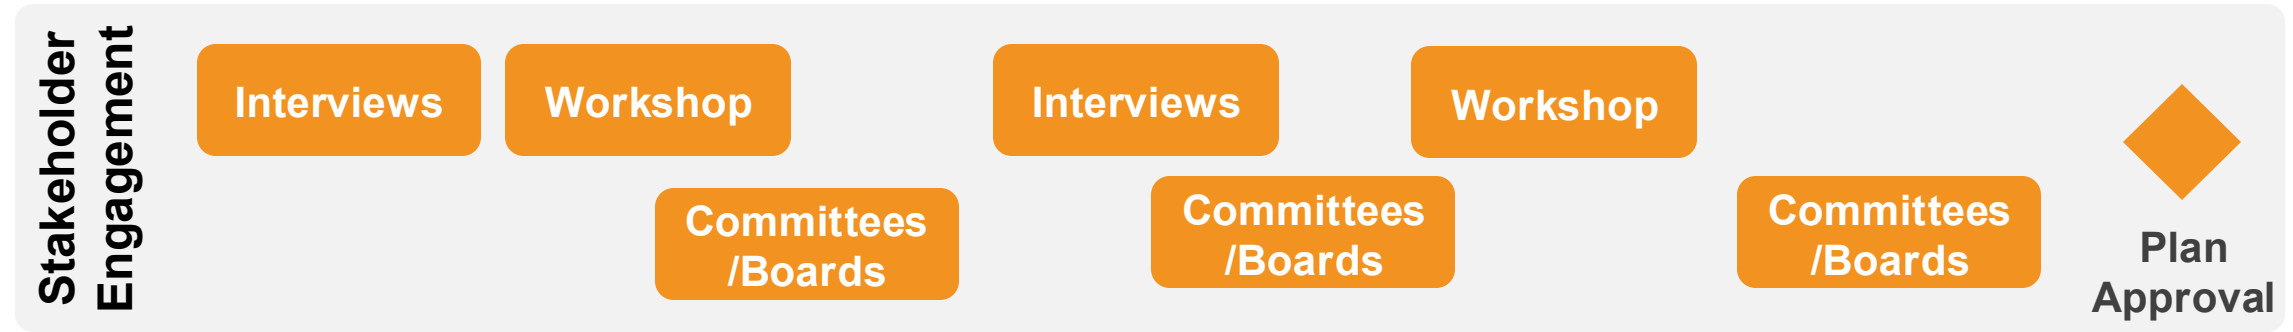 Stakeholder
Engagement
Interviews
Workshop
Committees
/Boards
Interviews
Committees
/Boards
Workshop
Committees
/Boards
Plan
Approval